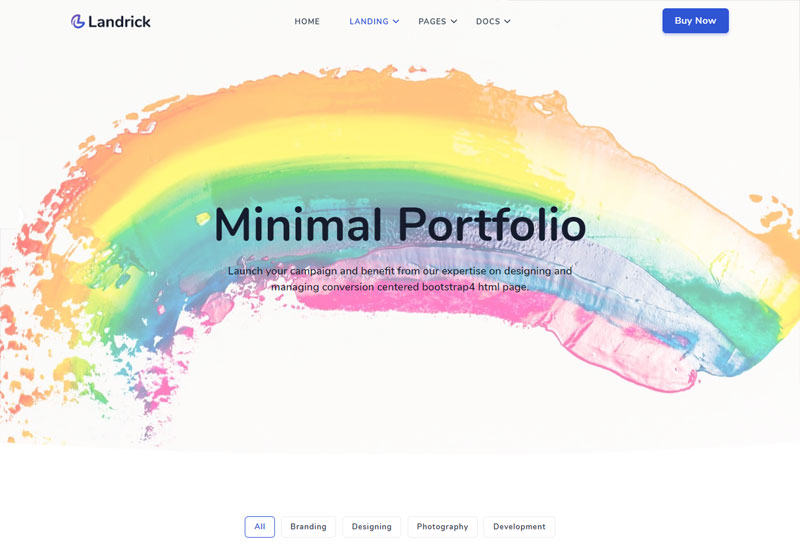 Landrick
HOME LANDING PAGES DOCS
Buy Now
Minimal Portfolio
Launch your campaign and benefit from our expertise on designing and
managing conversion centered bootstrap4 html page.
All Branding Designing Photography Development